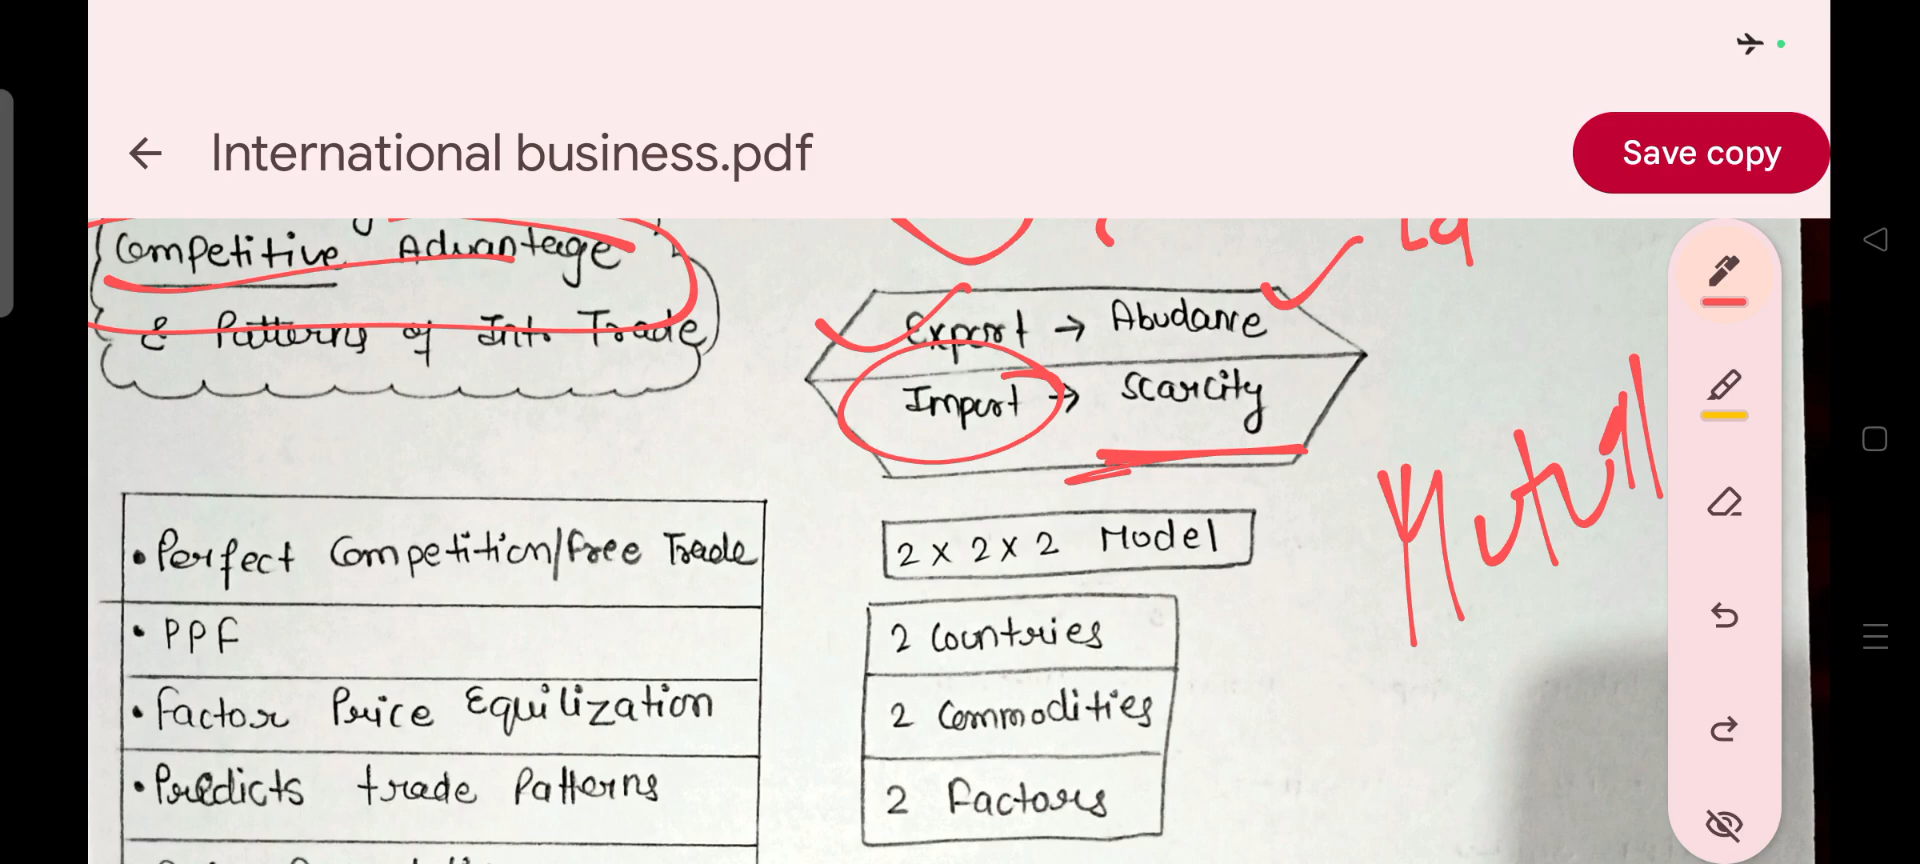 International business.pdf
Save copy
Competitive Advantage
& Patterns of Intr Trade
Export → Abudance
Import → Scarcity
Mutual
2 x 2 x 2 Model
• Perfect Competition/Free Trade
• PPF
• Factor Price Equilization
• Predicts trade Patterns
2 Countries
2 Commodities
2 Factors